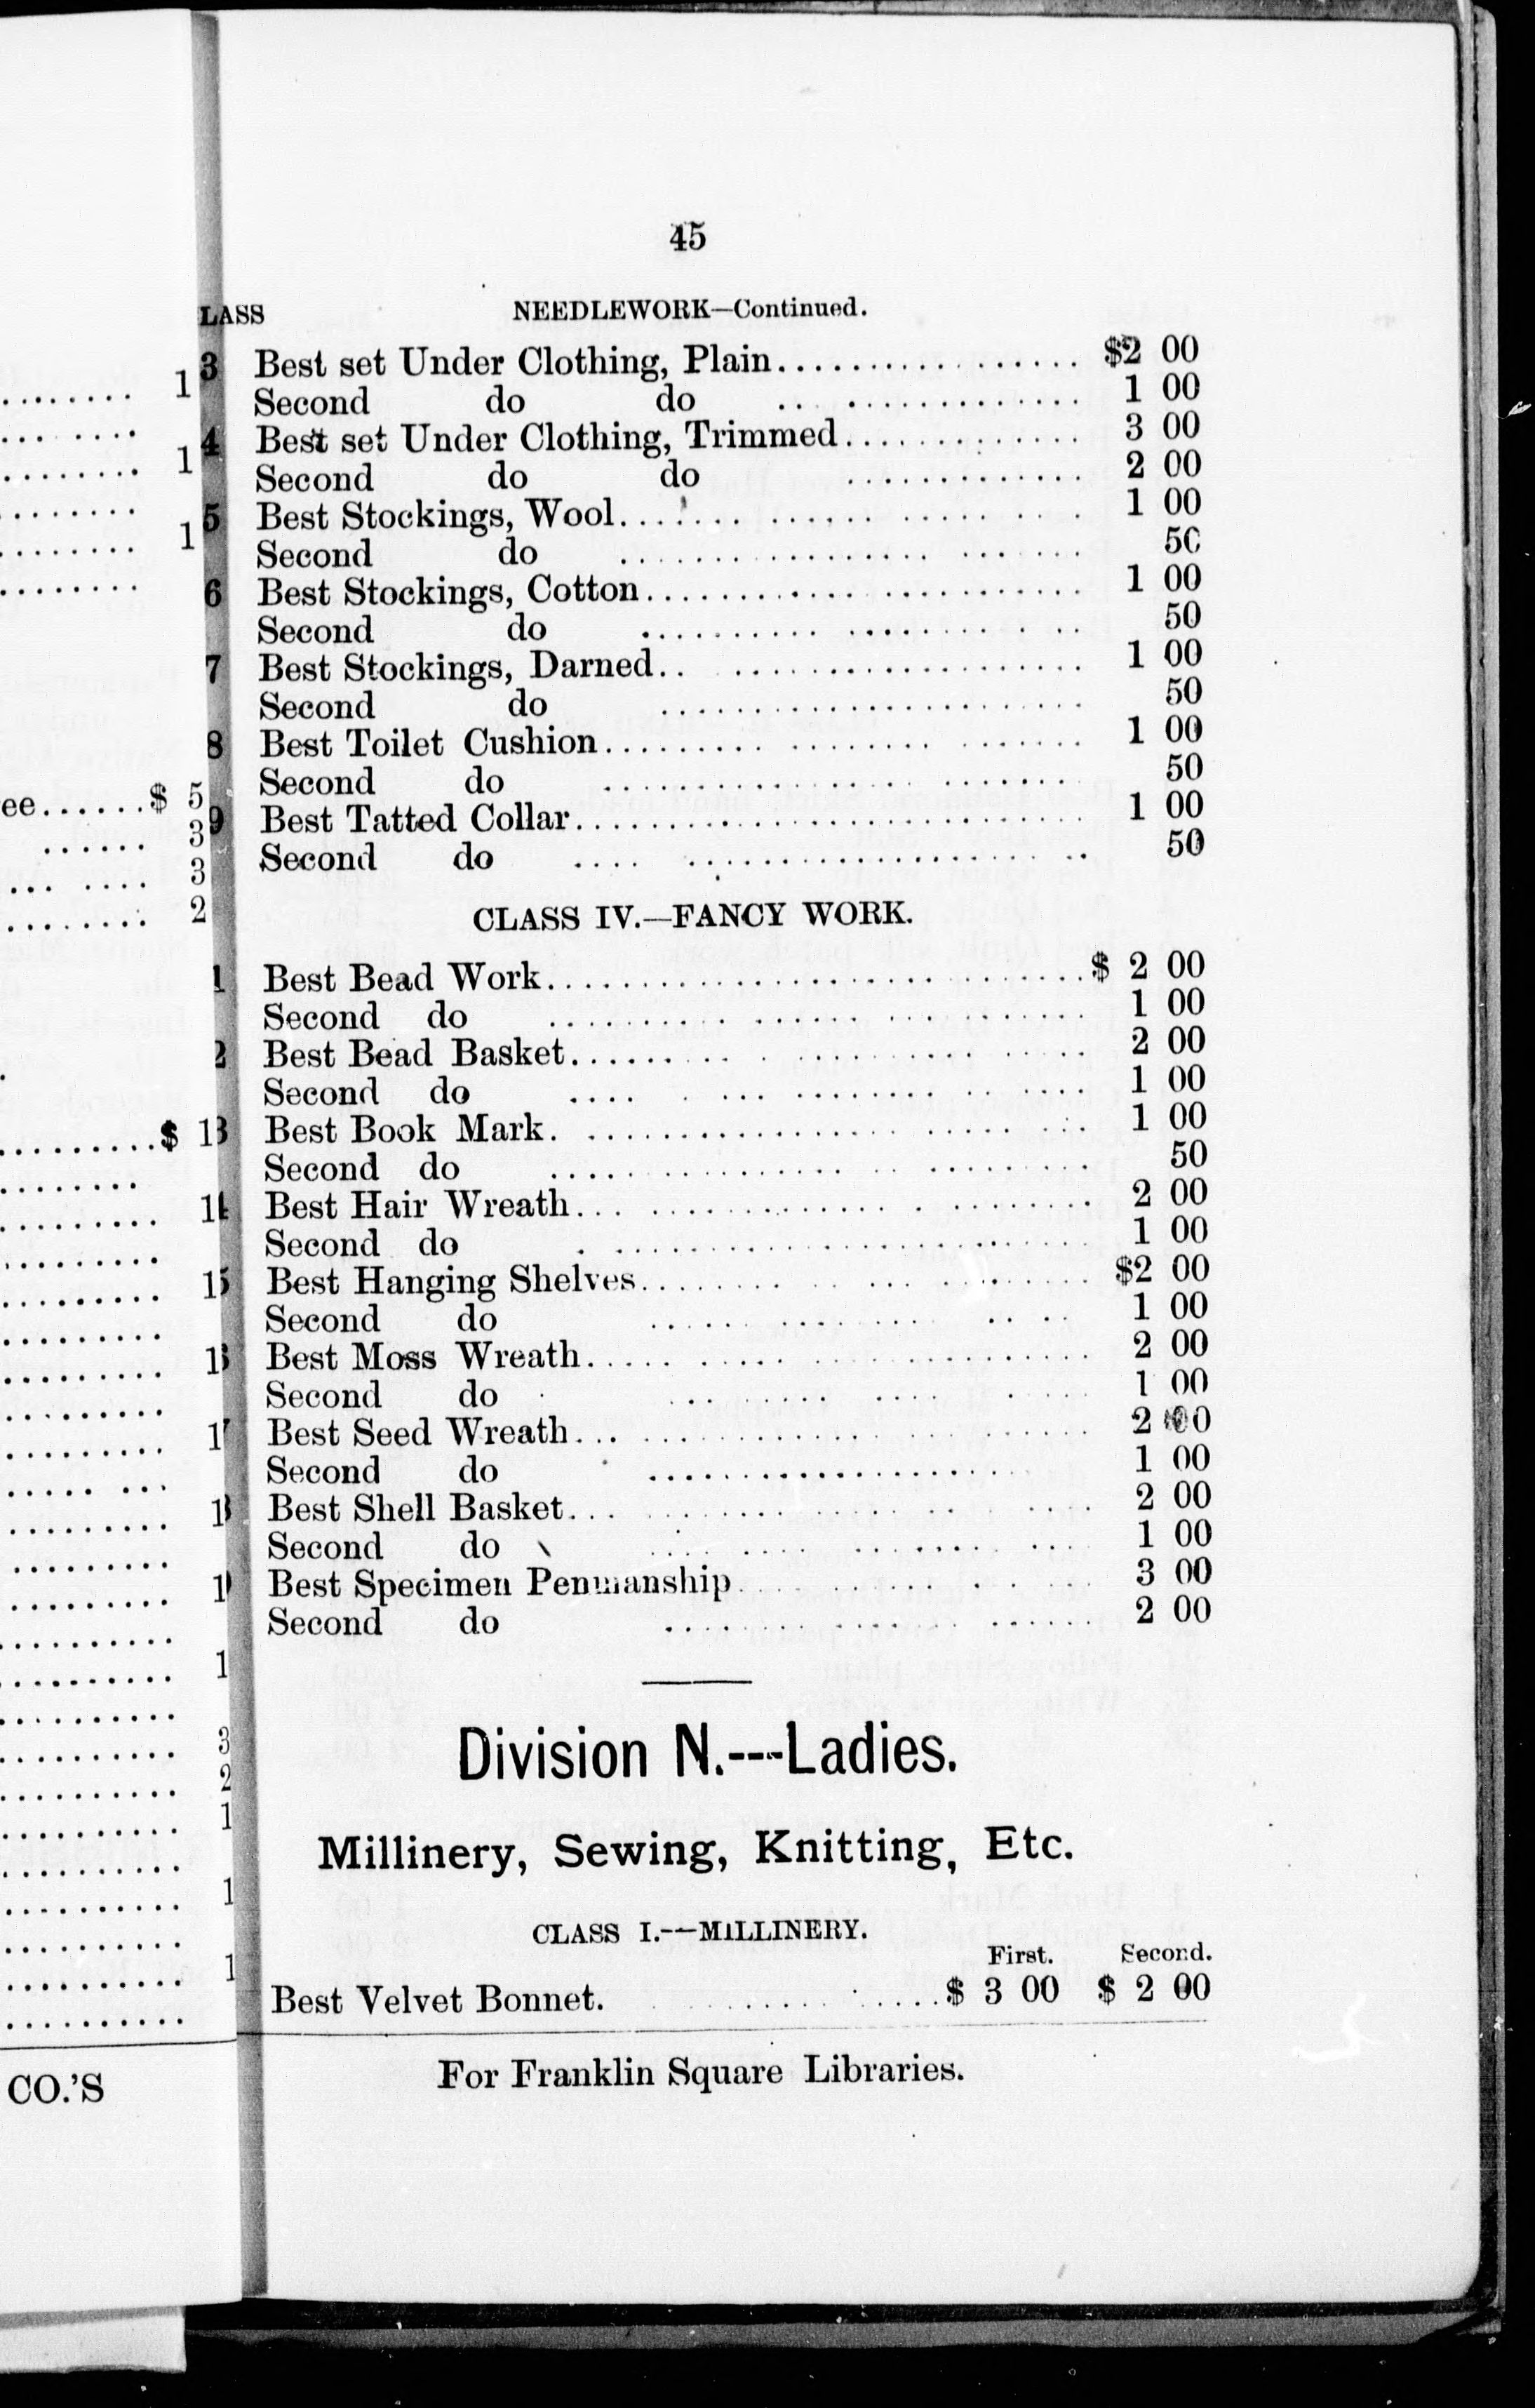 45
LASS NEEDLEWORK—Continued.
3 Best set Under Clothing, Plain................ $2 00
Second do do .. .............. 1 00
4 Best set Under Clothing, Trimmed............. 3 00
Second do do ............. 2 00
5 Best Stockings, Wool........................ 1 00
Second do ........................ 50
6 Best Stockings, Cotton....................... 1 00
Second do ....................... 50
7 Best Stockings, Darned.. ................... 1 00
Second do ...................... 50
8 Best Toilet Cushion......................... 1 00
Second do ......................... 50
9 Best Tatted Collar........................... 1 00
Second do .... ..................... 50
CLASS IV.—FANCY WORK.
1 Best Bead Work............................$ 2 00
Second do ............................ 1 00
2 Best Bead Basket........................... 2 00
Second do .... .................... 1 00
3 Best Book Mark. .......................... 1 00
Second do ............................ 50
4 Best Hair Wreath... ....................... 2 00
Second do . ......................... 1 00
5 Best Hanging Shelves....................... $2 00
Second do ...................... 1 00
Best Moss Wreath..... .................... 2 00
Second do ...................... 1 00
Best Seed Wreath... ....................... 2 00
Second do .................... 1 00
Best Shell Basket... ....................... 2 00
Second do ....................... 1 00
Best Specimen Penmanship................... 3 00
Second do ...................... 2 00
Division N.---Ladies.
Millinery, Sewing, Knitting, Etc.
CLASS I.--MILLINERY.
First. Second.
Best Velvet Bonnet. ...............$ 3 00 $ 2 00
For Franklin Square Libraries.
ee......$ 5
...... 3
... .... 3
......... 2
.........$ 1
CO.'S